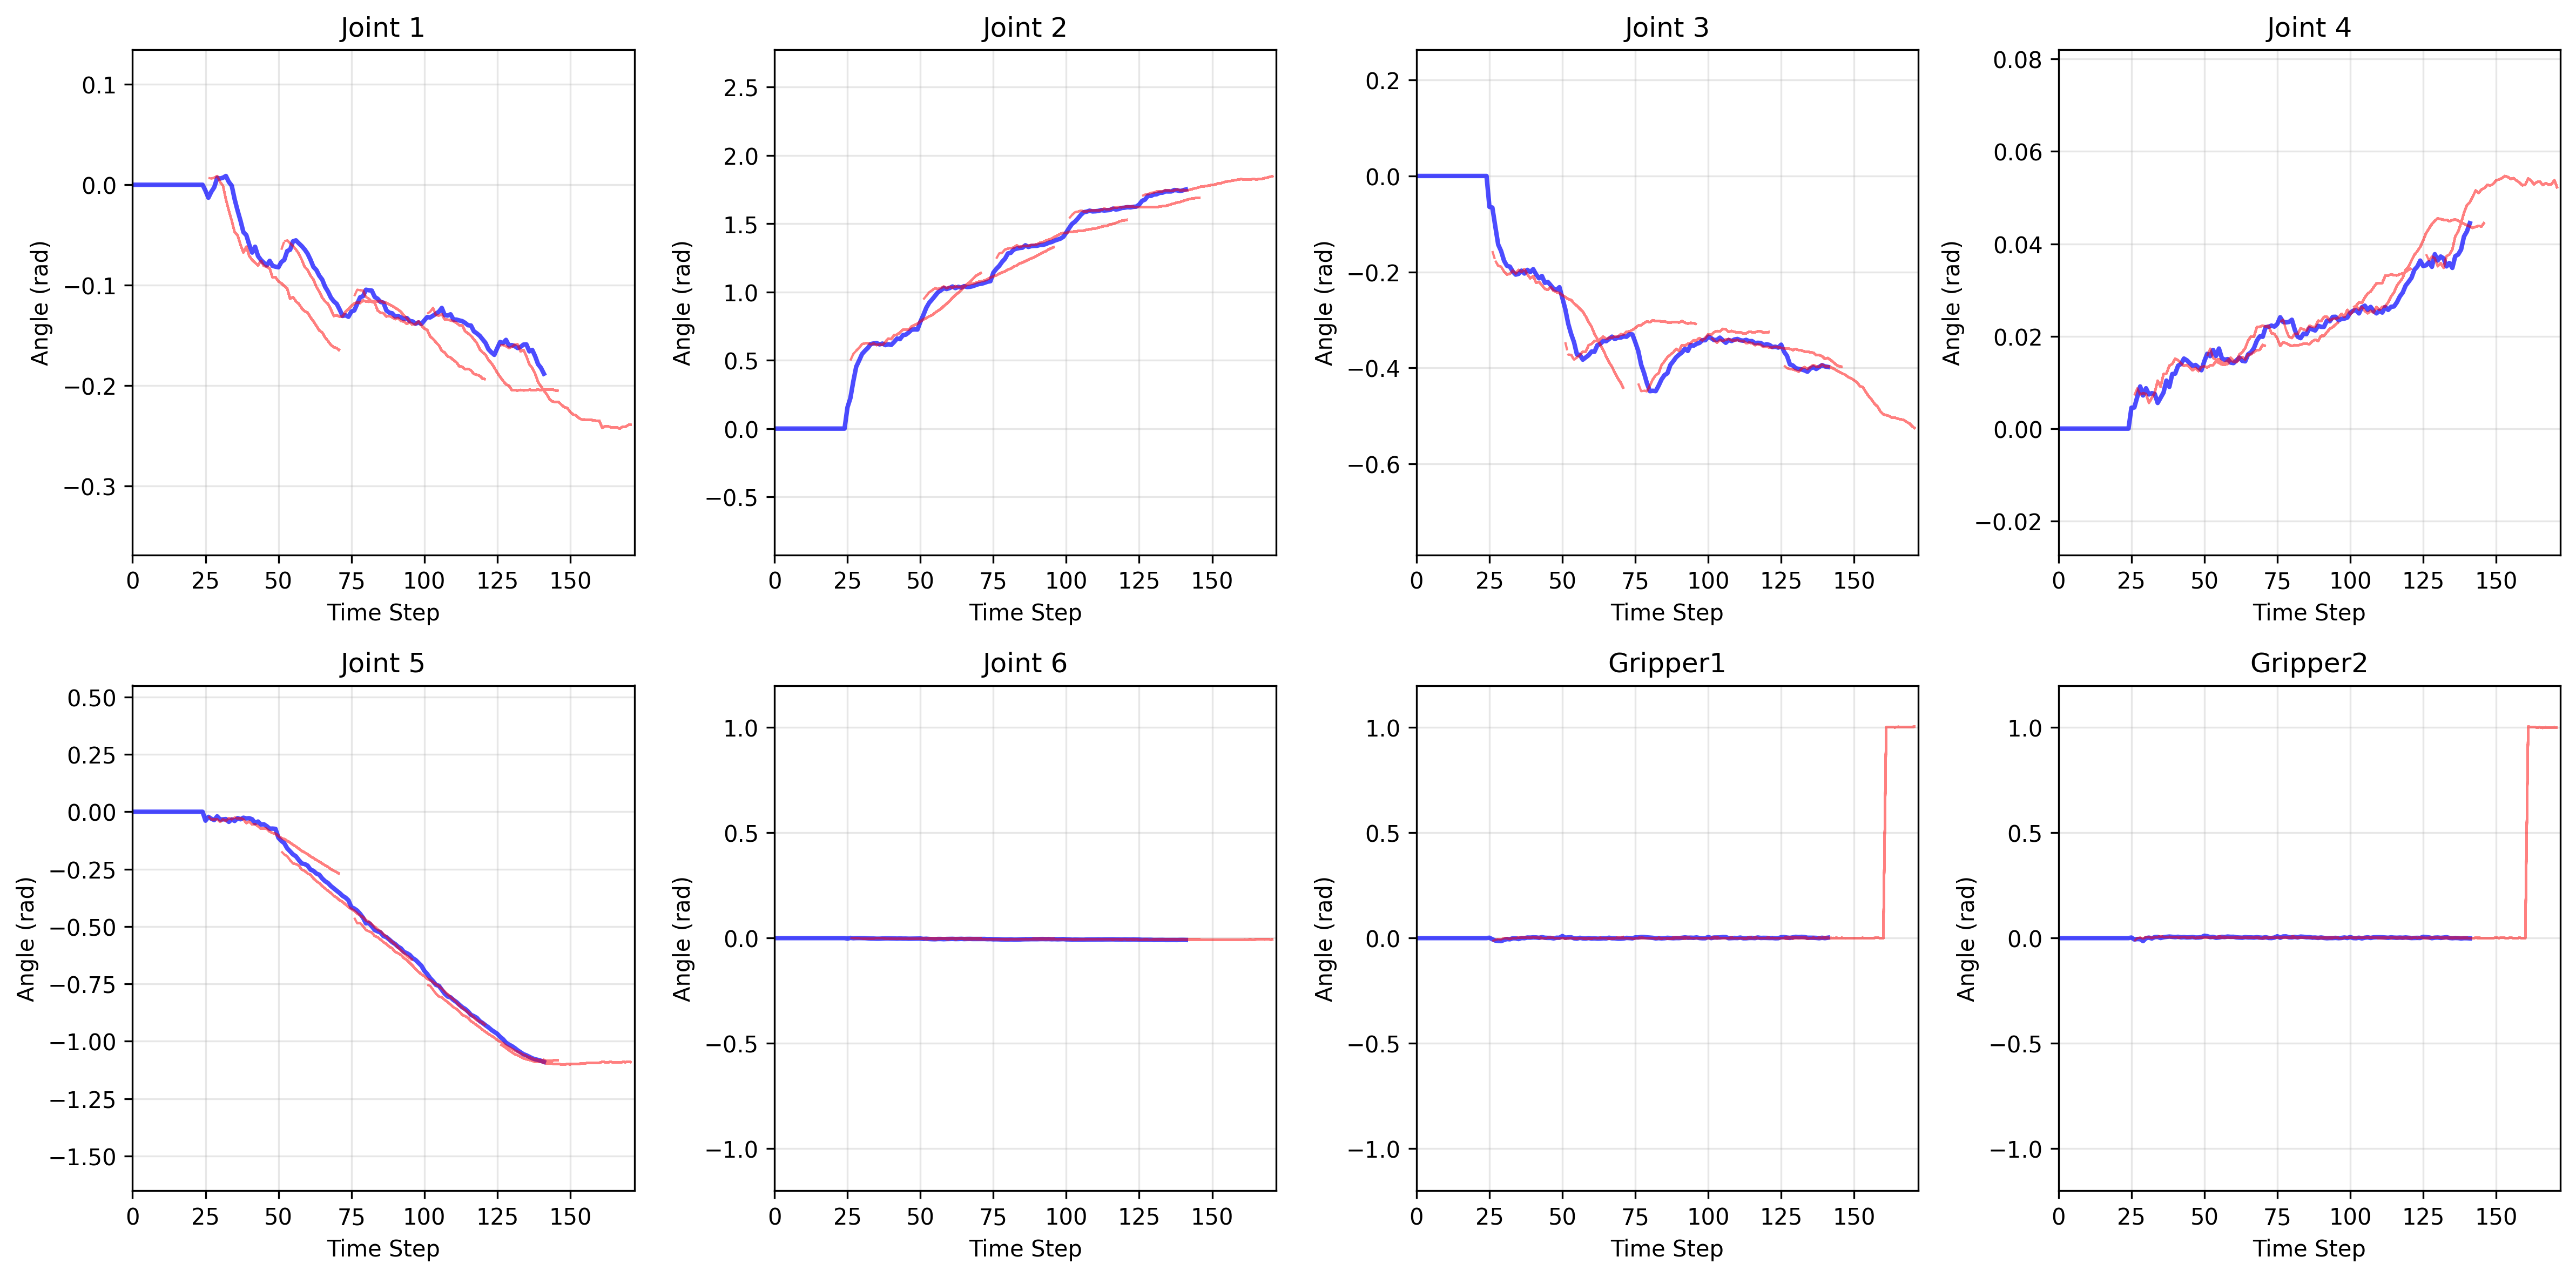 Joint 1
0.1
0.0
−0.1
−0.2
−0.3
Angle (rad)
0 25 50 75 100 125 150
Time Step
Joint 2
2.5
2.0
1.5
1.0
0.5
0.0
−0.5
Angle (rad)
0 25 50 75 100 125 150
Time Step
Joint 3
0.2
0.0
−0.2
−0.4
−0.6
Angle (rad)
0 25 50 75 100 125 150
Time Step
Joint 4
0.08
0.06
0.04
0.02
0.00
−0.02
Angle (rad)
0 25 50 75 100 125 150
Time Step
Joint 5
0.50
0.25
0.00
−0.25
−0.50
−0.75
−1.00
−1.25
−1.50
Angle (rad)
0 25 50 75 100 125 150
Time Step
Joint 6
1.0
0.5
0.0
−0.5
−1.0
Angle (rad)
0 25 50 75 100 125 150
Time Step
Gripper1
1.0
0.5
0.0
−0.5
−1.0
Angle (rad)
0 25 50 75 100 125 150
Time Step
Gripper2
1.0
0.5
0.0
−0.5
−1.0
Angle (rad)
0 25 50 75 100 125 150
Time Step